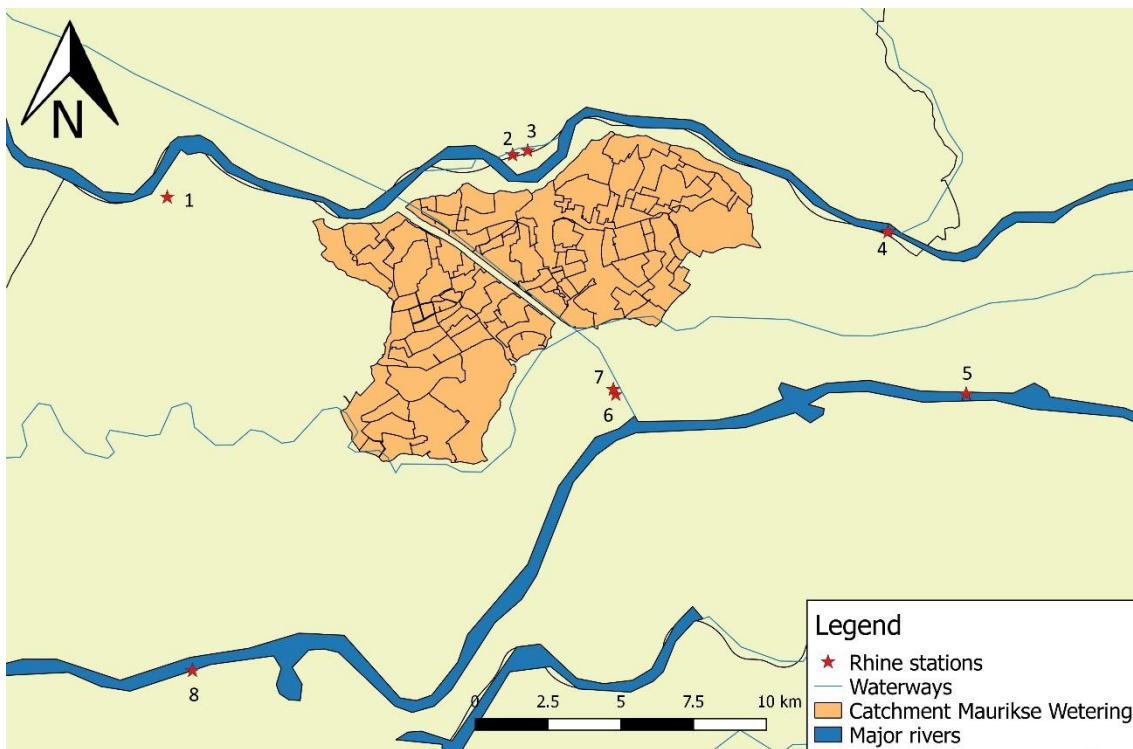 N
2
3
1
4
7
6
5
8
Legend
Rhine stations
Waterways
Catchment Maurikse Wetering
Major rivers
0 2.5 5 7.5 10 km